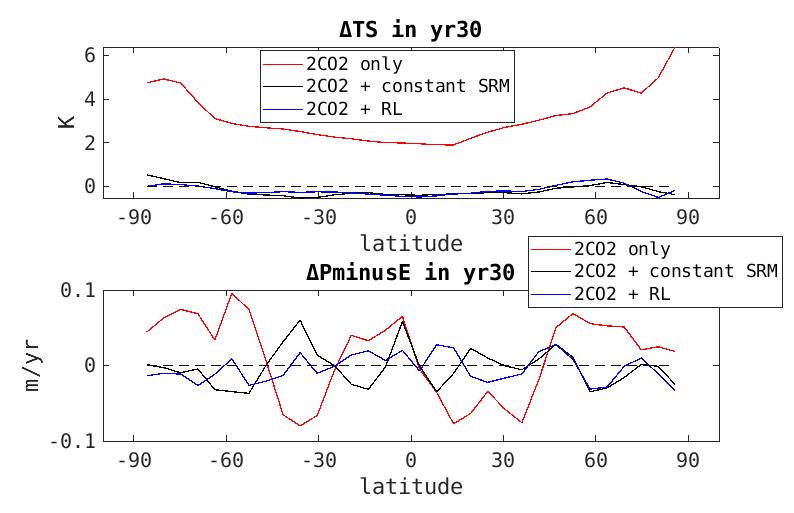 ΔTS in yr30
6
4
2
0
K
2CO2 only
2CO2 + constant SRM
2CO2 + RL
-90 -60 -30 0 30 60 90
latitude
2CO2 only
2CO2 + constant SRM
2CO2 + RL
ΔPminusE in yr30
0.1
0
-0.1
m/yr
-90 -60 -30 0 30 60 90
latitude